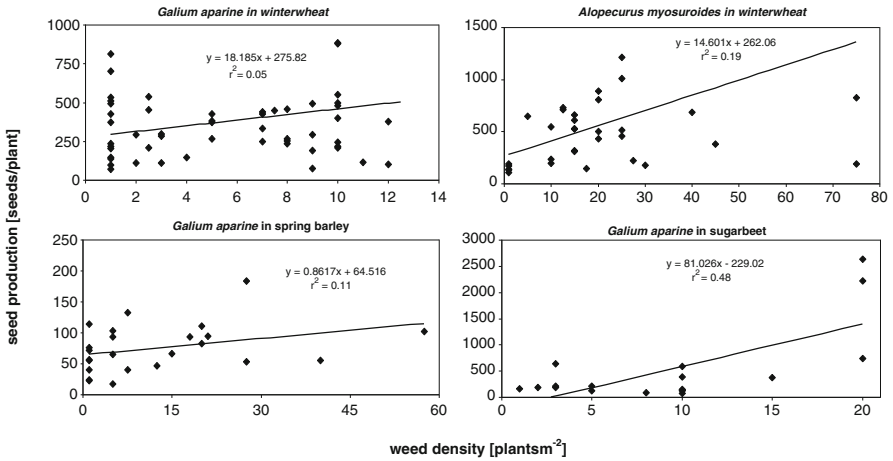 Galium aparine in winterwheat
1000
750
500
250
0
y = 18.185x + 275.82
r² = 0.05
0 2 4 6 8 10 12 14
Alopecurus myosuroides in winterwheat
1500
1000
500
0
y = 14.601x + 262.06
r² = 0.19
0 10 20 30 40 50 60 70 80
Galium aparine in spring barley
250
200
150
100
50
0
y = 0.8617x + 64.516
r² = 0.11
0 15 30 45 60
Galium aparine in sugarbeet
3000
2500
2000
1500
1000
500
0
y = 81.026x - 229.02
r² = 0.48
0 5 10 15 20
seed production [seeds/plant]
weed density [plantsm⁻²]